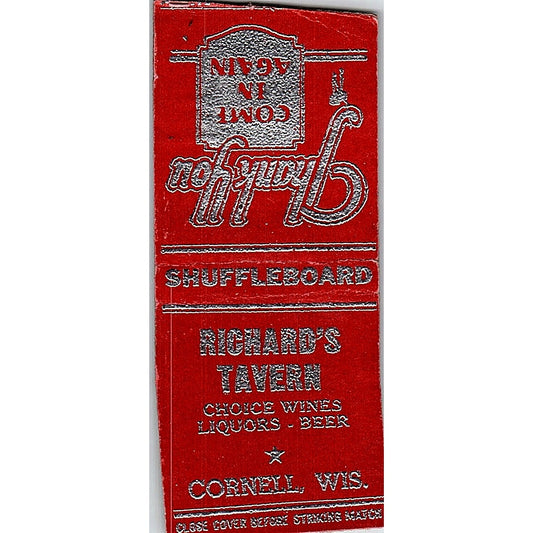 Thank You
COME
IN
AGAIN
SHUFFLEBOARD
RICHARD'S
TAVERN
CHOICE WINES
LIQUORS - BEER
CORNELL, WIS.
CLOSE COVER BEFORE STRIKING MATCH